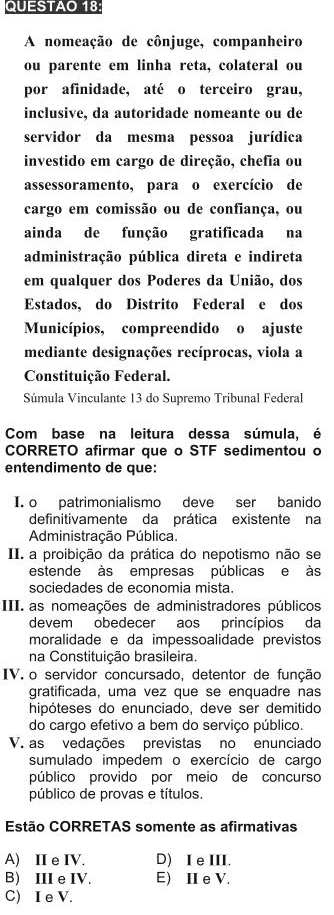 QUESTÃO 18:
A nomeação de cônjuge, companheiro
ou parente em linha reta, colateral ou
por afinidade, até o terceiro grau,
inclusive, da autoridade nomeante ou de
servidor da mesma pessoa jurídica
investido em cargo de direção, chefia ou
assessoramento, para o exercício de
cargo em comissão ou de confiança, ou
ainda de função gratificada na
administração pública direta e indireta
em qualquer dos Poderes da União, dos
Estados, do Distrito Federal e dos
Municípios, compreendido o ajuste
mediante designações recíprocas, viola a
Constituição Federal.
Súmula Vinculante 13 do Supremo Tribunal Federal
Com base na leitura dessa súmula, é
CORRETO afirmar que o STF sedimentou o
entendimento de que:
I. o patrimonialismo deve ser banido
definitivamente da prática existente na
Administração Pública.
II. a proibição da prática do nepotismo não se
estende às empresas públicas e às
sociedades de economia mista.
III. as nomeações de administradores públicos
devem obedecer aos princípios da
moralidade e da impessoalidade previstos
na Constituição brasileira.
IV. o servidor concursado, detentor de função
gratificada, uma vez que se enquadre nas
hipóteses do enunciado, deve ser demitido
do cargo efetivo a bem do serviço público.
V. as vedações previstas no enunciado
sumulado impedem o exercício de cargo
público provido por meio de concurso
público de provas e títulos.
Estão CORRETAS somente as afirmativas
A) II e IV. D) I e III.
B) III e IV. E) II e V.
C) I e V.